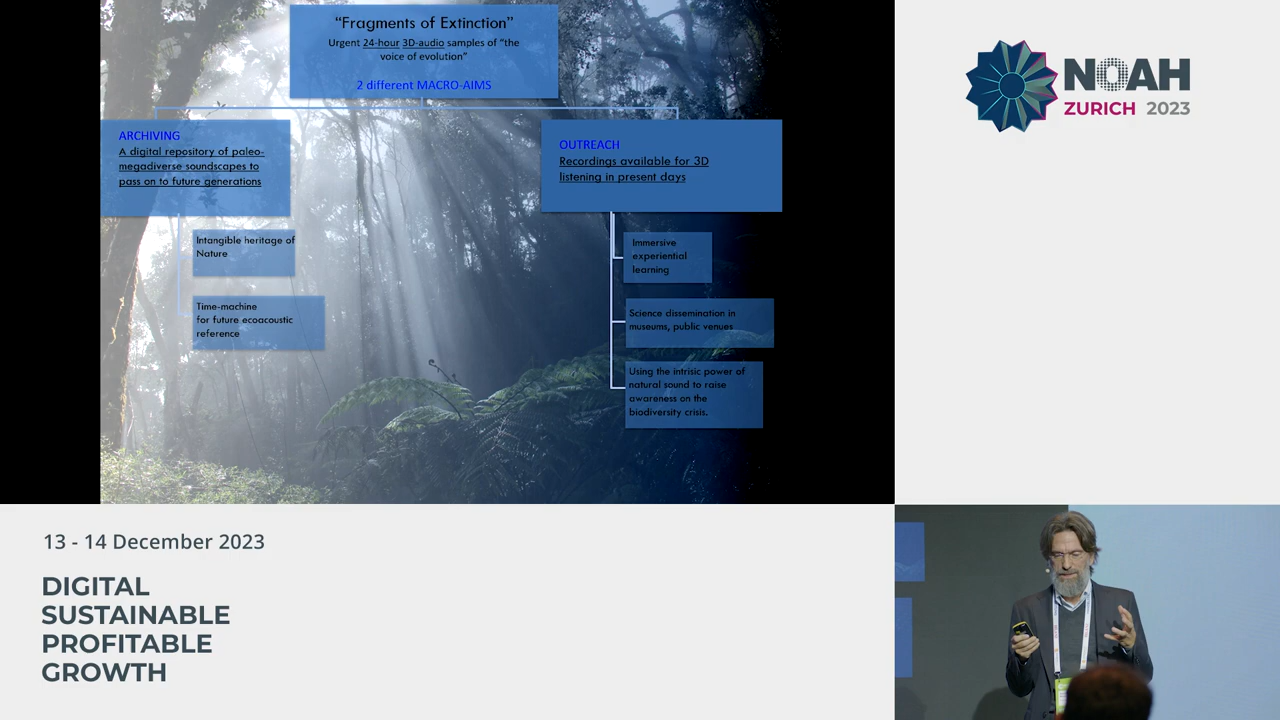 “Fragments of Extinction”
Urgent 24-hour 3D-audio samples of “the
voice of evolution”
2 different MACRO-AIMS
ARCHIVING
A digital repository of paleo-
megadiverse soundscapes to
pass on to future generations
Intangible heritage of
Nature
Time-machine
for future ecoacoustic
reference
OUTREACH
Recordings available for 3D
listening in present days
Immersive
experiential
learning
Science dissemination in
museums, public venues
Using the intrisic power of
natural sound to raise
awareness on the
biodiversity crisis.
NOAH
ZURICH 2023
13 - 14 December 2023
DIGITAL
SUSTAINABLE
PROFITABLE
GROWTH